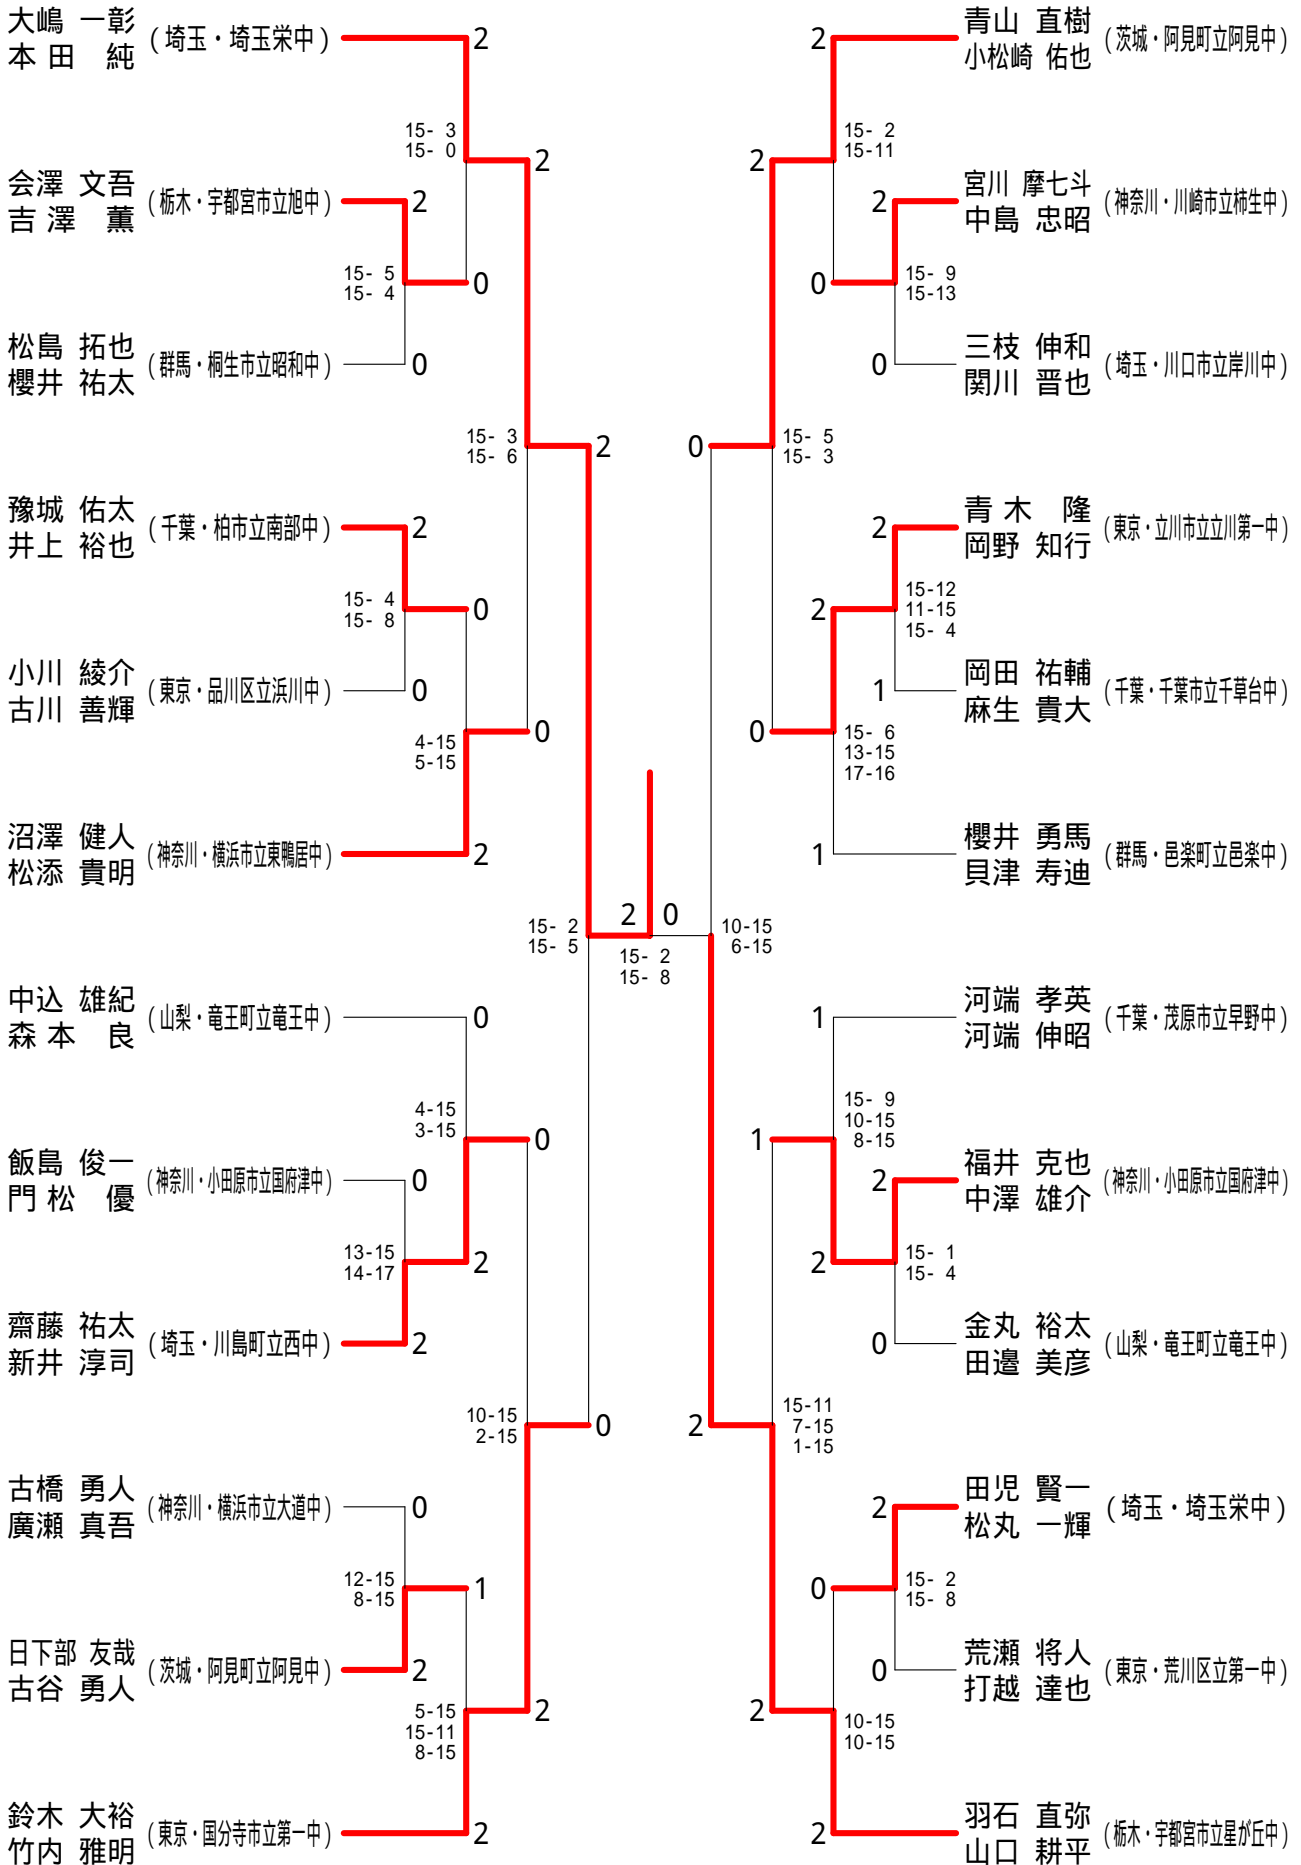 大嶋 一彰
本田 純
(埼玉・埼玉栄中)
2
15- 3
15- 0
2
会澤 文吾
吉澤 薫
(栃木・宇都宮市立旭中)
2
15- 5
15- 4
0
松島 拓也
櫻井 祐太
(群馬・桐生市立昭和中)
0
15- 3
15- 6
2
豫城 佑太
井上 裕也
(千葉・柏市立南部中)
2
15- 4
15- 8
0
小川 綾介
古川 善輝
(東京・品川区立浜川中)
0
4-15
5-15
0
沼澤 健人
松添 貴明
(神奈川・横浜市立東鴨居中)
2
15- 2
15- 5
2 0
15- 2
15- 8
中込 雄紀
森本 良
(山梨・竜王町立竜王中)
0
4-15
3-15
0
飯島 俊一
門松 優
(神奈川・小田原市立国府津中)
0
13-15
14-17
2
齋藤 祐太
新井 淳司
(埼玉・川島町立西中)
2
10-15
2-15
0
古橋 勇人
廣瀬 真吾
(神奈川・横浜市立大道中)
0
12-15
8-15
1
日下部 友哉
古谷 勇人
(茨城・阿見町立阿見中)
2
5-15
15-11
8-15
2
鈴木 大裕
竹内 雅明
(東京・国分寺市立第一中)
2
2
青山 直樹
小松崎 佑也
(茨城・阿見町立阿見中)
2
15- 2
15-11
2
宮川 摩七斗
中島 忠昭
(神奈川・川崎市立柿生中)
0
15- 9
15-13
0
三枝 伸和
関川 晋也
(埼玉・川口市立岸川中)
0
15- 5
15- 3
2
青木 隆
岡野 知行
(東京・立川市立立川第一中)
2
15-12
11-15
15- 4
1
岡田 祐輔
麻生 貴大
(千葉・千葉市立千草台中)
0
15- 6
13-15
17-16
1
櫻井 勇馬
貝津 寿迪
(群馬・邑楽町立邑楽中)
10-15
6-15
1
河端 孝英
河端 伸昭
(千葉・茂原市立早野中)
1
15- 9
10-15
8-15
2
福井 克也
中澤 雄介
(神奈川・小田原市立国府津中)
2
15- 1
15- 4
0
金丸 裕太
田邉 美彦
(山梨・竜王町立竜王中)
2
15-11
7-15
1-15
2
田児 賢一
松丸 一輝
(埼玉・埼玉栄中)
0
15- 2
15- 8
0
荒瀬 将人
打越 達也
(東京・荒川区立第一中)
2
10-15
10-15
2
羽石 直弥
山口 耕平
(栃木・宇都宮市立星が丘中)